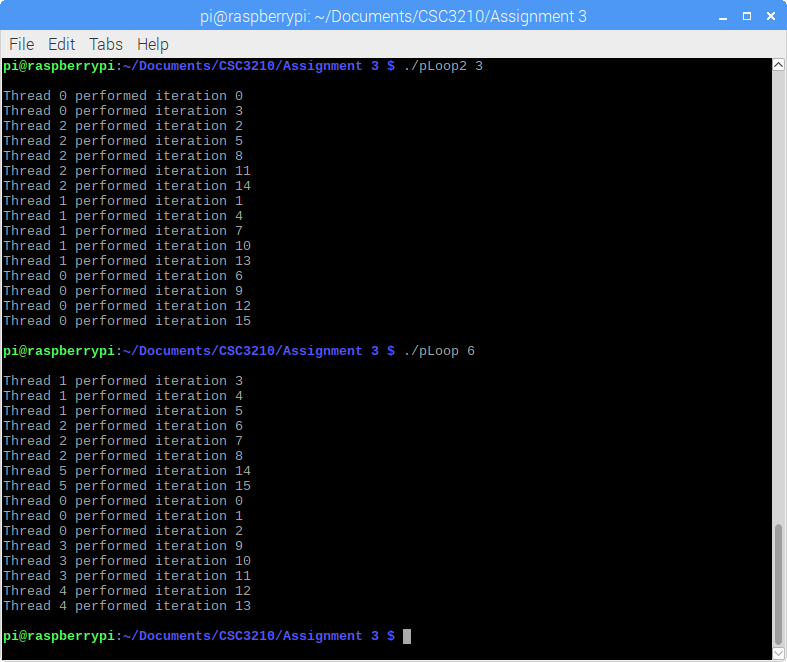 pi@raspberrypi: ~/Documents/CSC3210/Assignment 3
File Edit Tabs Help
pi@raspberrypi:~/Documents/CSC3210/Assignment 3 $ ./pLoop2 3
Thread 0 performed iteration 0
Thread 0 performed iteration 3
Thread 2 performed iteration 2
Thread 2 performed iteration 5
Thread 2 performed iteration 8
Thread 2 performed iteration 11
Thread 2 performed iteration 14
Thread 1 performed iteration 1
Thread 1 performed iteration 4
Thread 1 performed iteration 7
Thread 1 performed iteration 10
Thread 1 performed iteration 13
Thread 0 performed iteration 6
Thread 0 performed iteration 9
Thread 0 performed iteration 12
Thread 0 performed iteration 15
pi@raspberrypi:~/Documents/CSC3210/Assignment 3 $ ./pLoop 6
Thread 1 performed iteration 3
Thread 1 performed iteration 4
Thread 1 performed iteration 5
Thread 2 performed iteration 6
Thread 2 performed iteration 7
Thread 2 performed iteration 8
Thread 5 performed iteration 14
Thread 5 performed iteration 15
Thread 0 performed iteration 0
Thread 0 performed iteration 1
Thread 0 performed iteration 2
Thread 3 performed iteration 9
Thread 3 performed iteration 10
Thread 3 performed iteration 11
Thread 4 performed iteration 12
Thread 4 performed iteration 13
pi@raspberrypi:~/Documents/CSC3210/Assignment 3 $